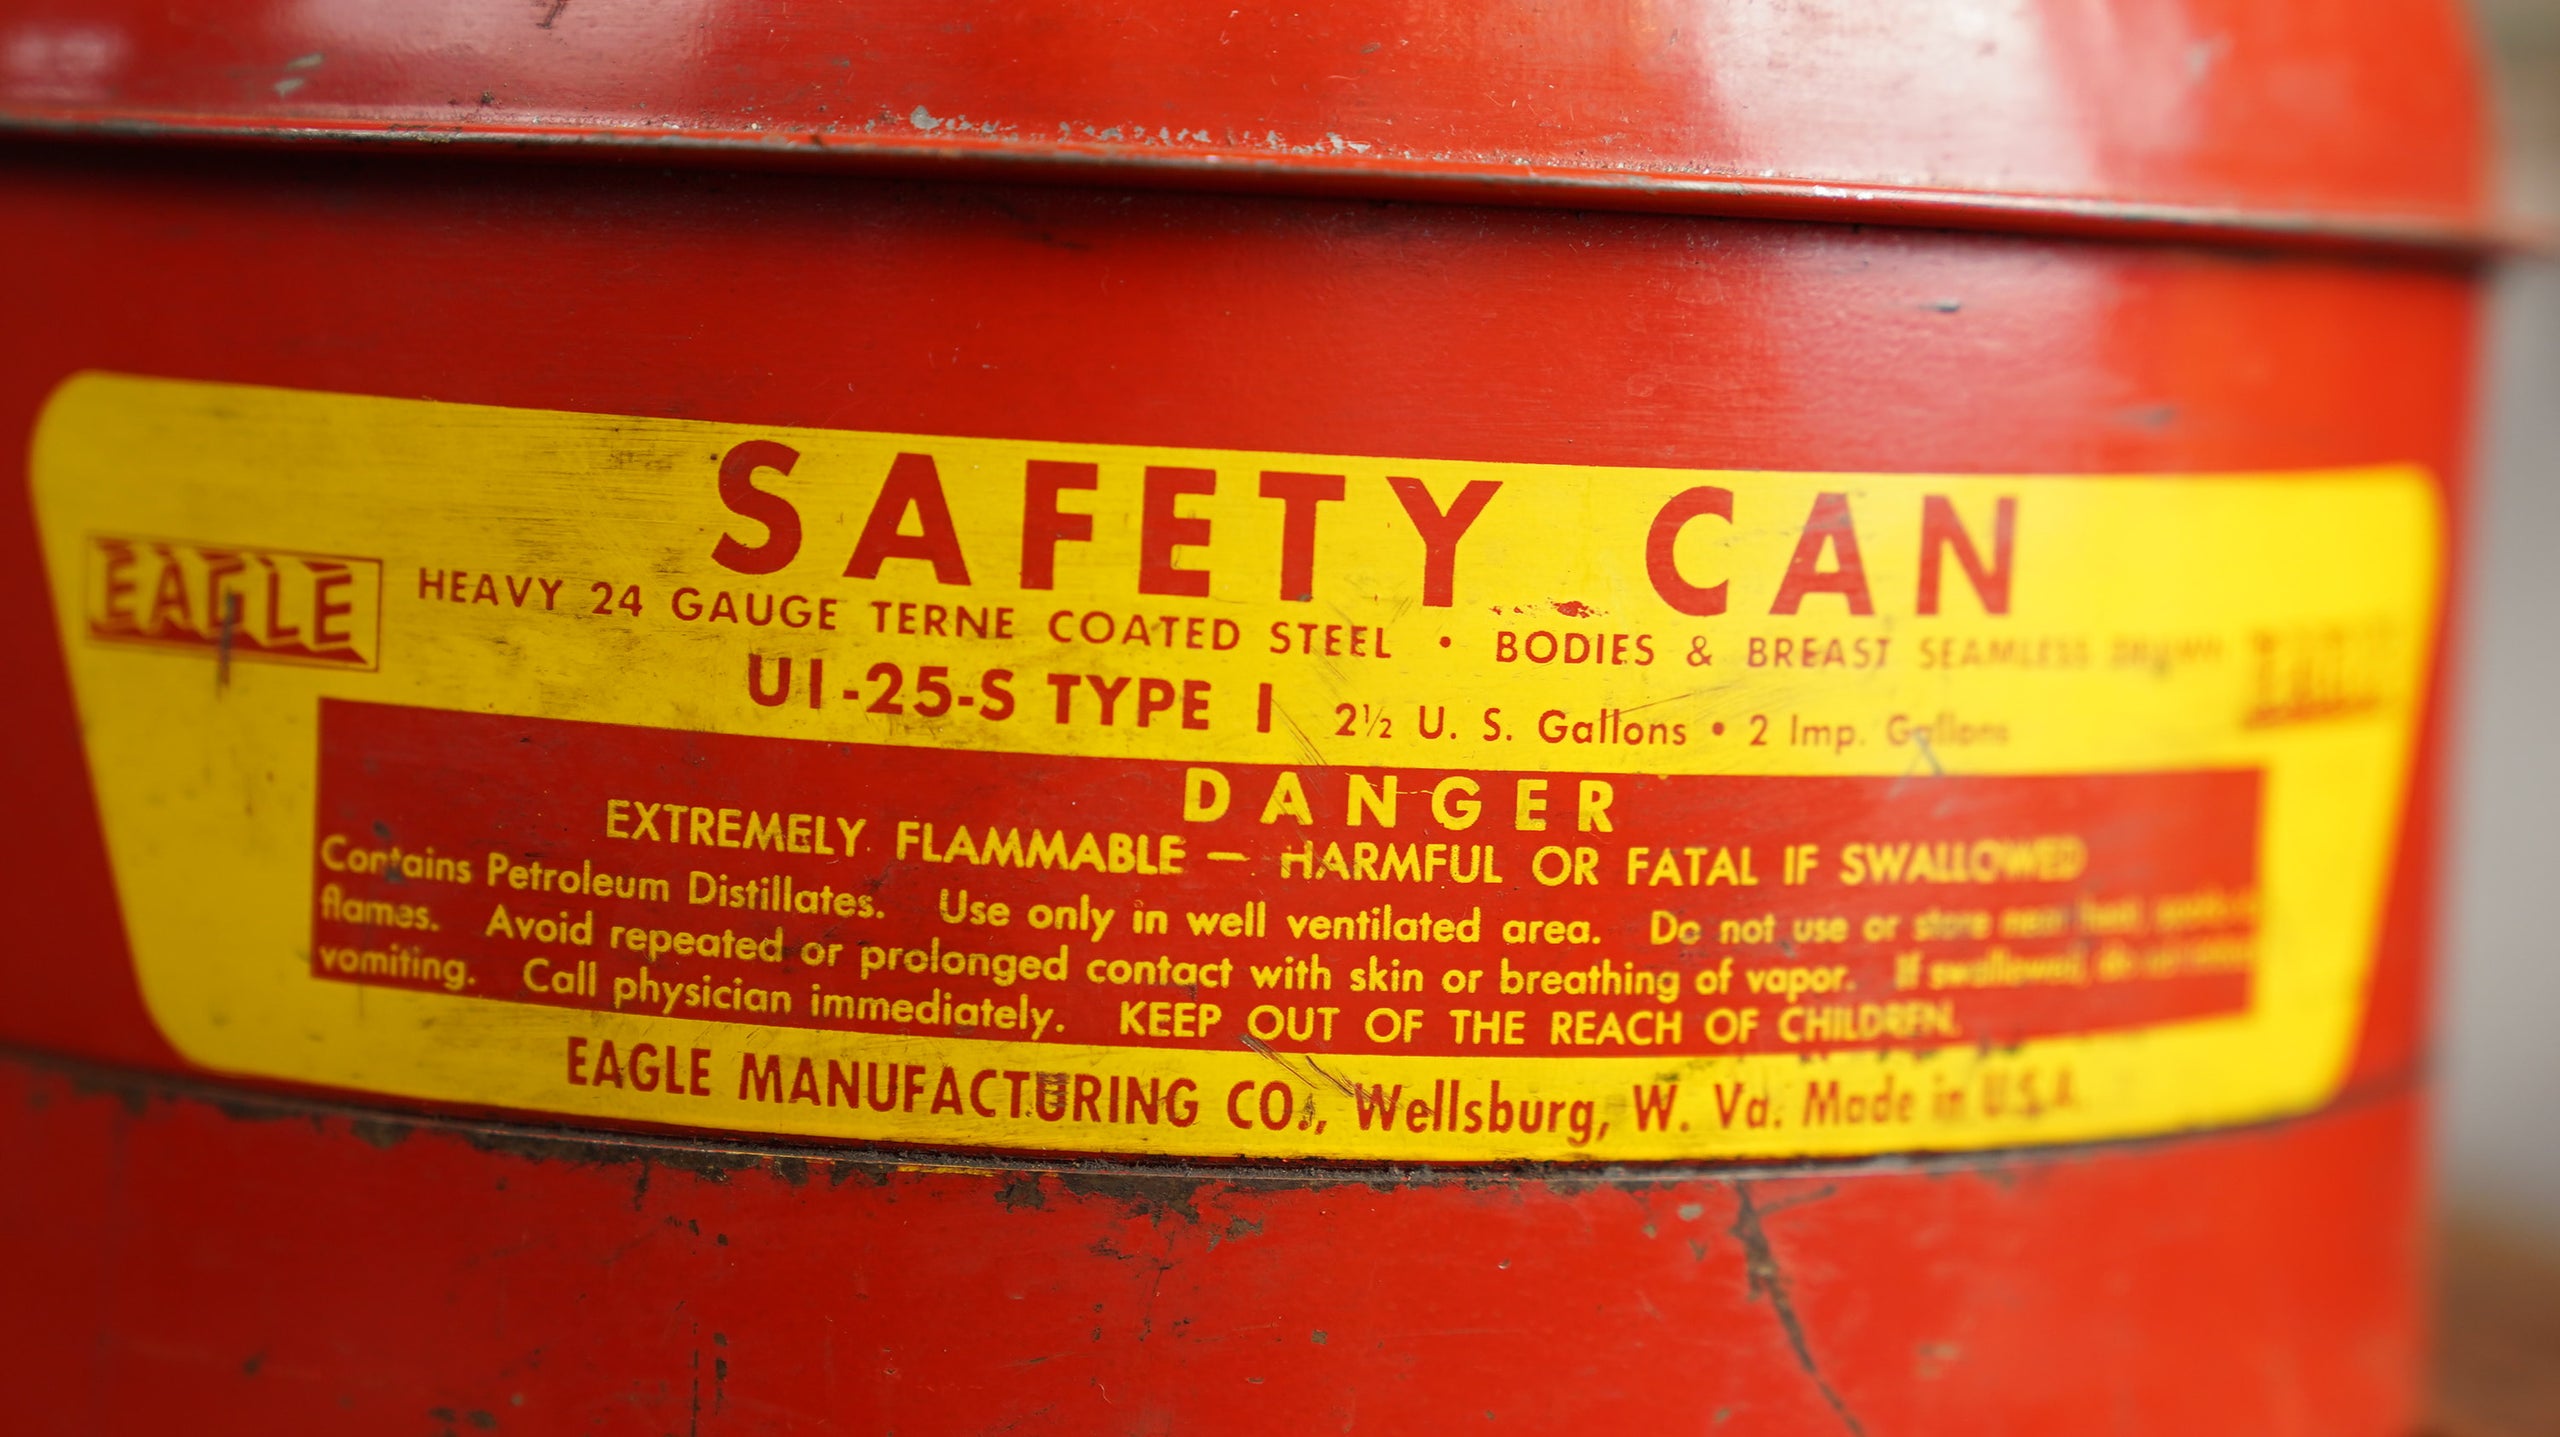 SAFETY CAN
EAGLE
HEAVY 24 GAUGE TERNE COATED STEEL • BODIES & BREAST SEAMLESS DRAWN
UI-25-S TYPE I 2½ U. S. Gallons • 2 Imp. Gallons
DANGER
EXTREMELY FLAMMABLE — HARMFUL OR FATAL IF SWALLOWED
Contains Petroleum Distillates. Use only in well ventilated area. Do not use or store near heat, sparks
flames. Avoid repeated or prolonged contact with skin or breathing of vapor. If swallowed, do not
vomiting. Call physician immediately. KEEP OUT OF THE REACH OF CHILDREN.
EAGLE MANUFACTURING CO., Wellsburg, W. Va. Made in U.S.A.